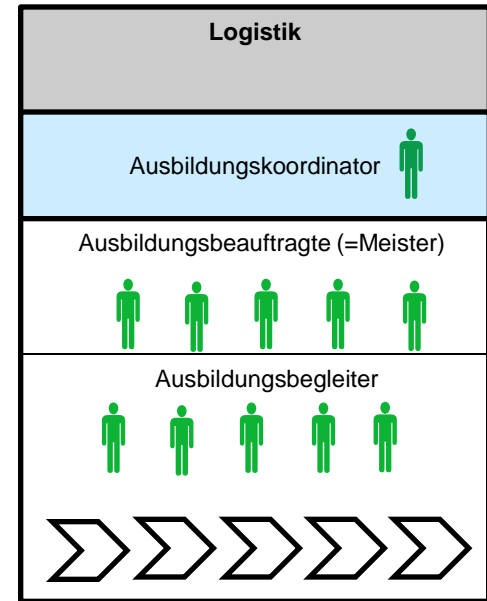 Logistik
Ausbildungskoordinator
Ausbildungsbeauftragte (=Meister)
Ausbildungsbegleiter